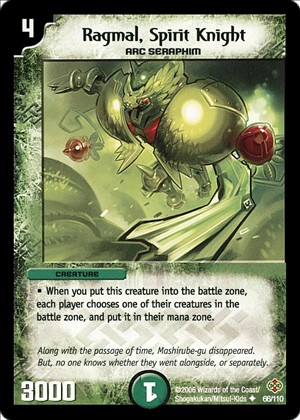 4
Ragmal, Spirit Knight
ARC SERAPHIM
CREATURE
■ When you put this creature into the battle zone,
each player chooses one of their creatures in the
battle zone, and put it in their mana zone.
Along with the passage of time, Mashirube-gu disappeared.
But, no one knows whether they went alongside, or separately.
3000
1
©2006 Wizards of the Coast/
Shogakukan/Mitsui-Kids ♦ 66/110